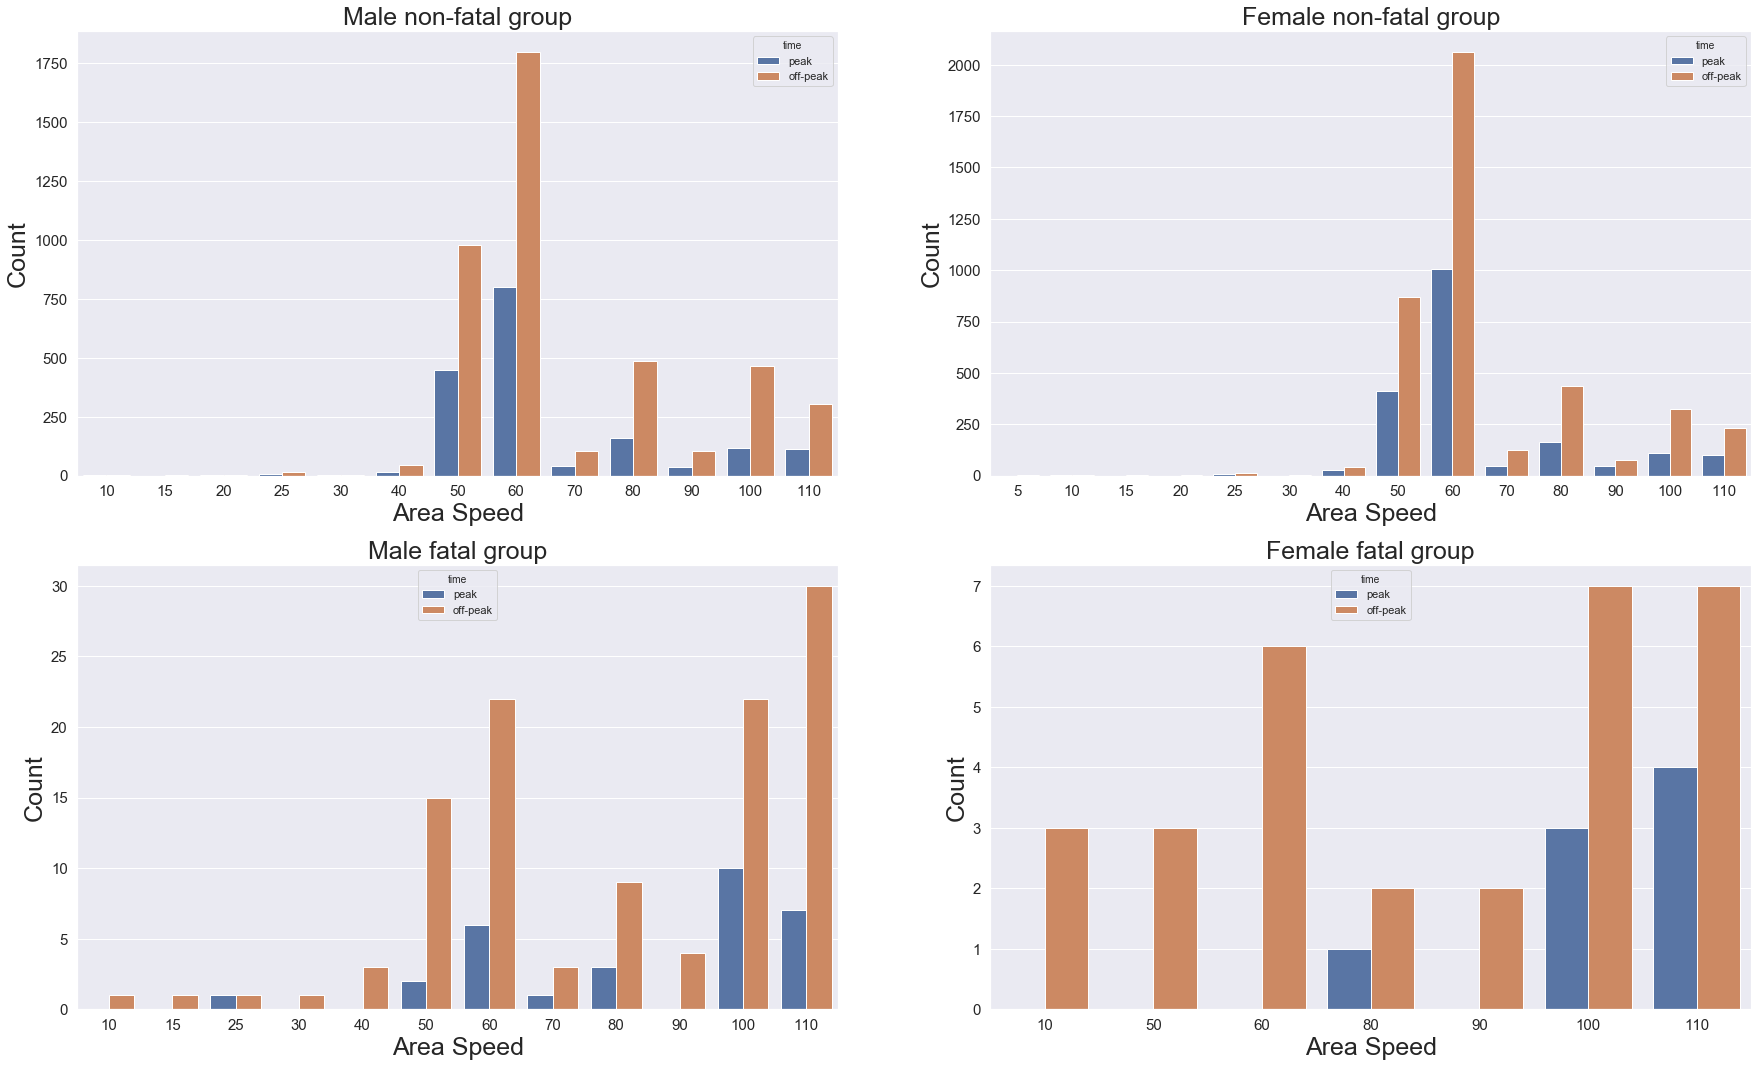 Male non-fatal group
time
peak
off-peak
1750
1500
1250
1000
750
500
250
0
Count
10 15 20 25 30 40 50 60 70 80 90 100 110
Area Speed
Female non-fatal group
time
peak
off-peak
2000
1750
1500
1250
1000
750
500
250
0
Count
5 10 15 20 25 30 40 50 60 70 80 90 100 110
Area Speed
Male fatal group
time
peak
off-peak
30
25
20
15
10
5
0
Count
10 15 25 30 40 50 60 70 80 90 100 110
Area Speed
Female fatal group
time
peak
off-peak
7
6
5
4
3
2
1
0
Count
10 50 60 80 90 100 110
Area Speed